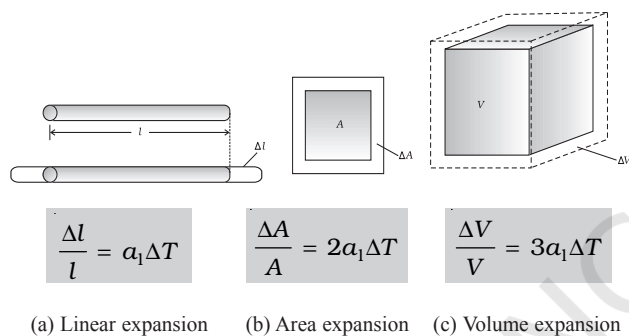 l
Δl
A
ΔA
V
ΔV
Δl/l = a₁ΔT
ΔA/A = 2a₁ΔT
ΔV/V = 3a₁ΔT
(a) Linear expansion (b) Area expansion (c) Volume expansion